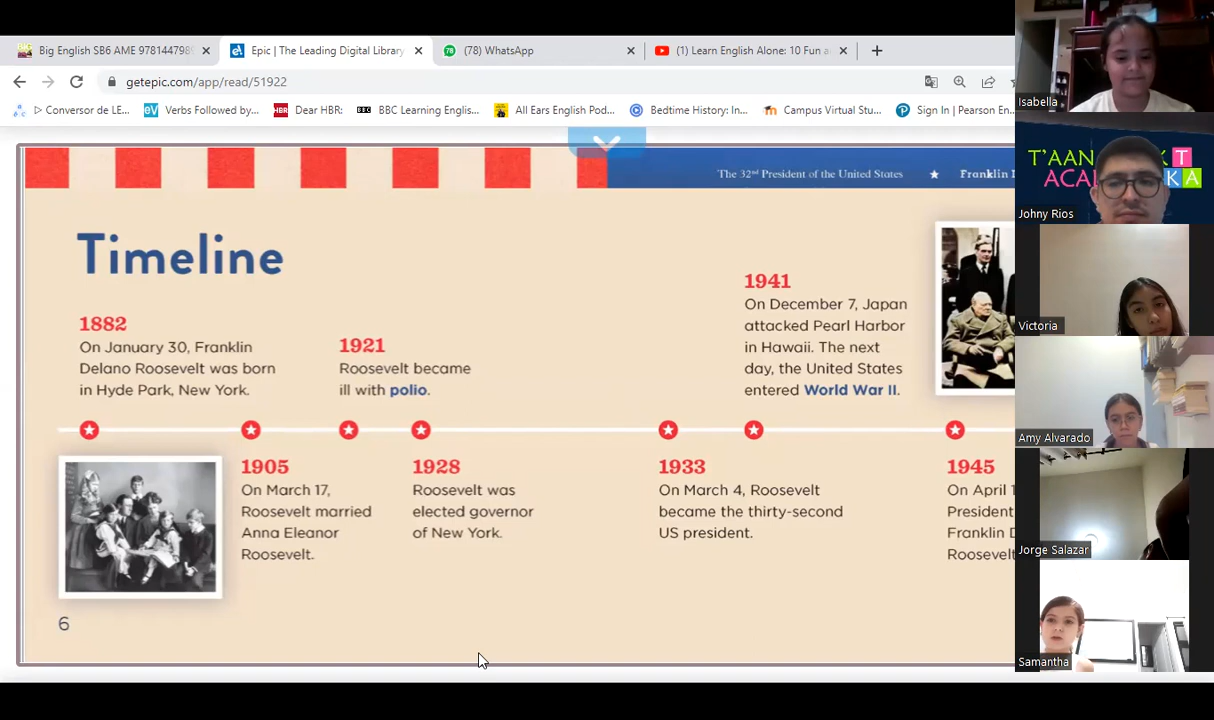 Big English SB6 AME 978144798
Epic | The Leading Digital Library
(78) WhatsApp
(1) Learn English Alone: 10 Fun a
getepic.com/app/read/51922
Conversor de LE...
Verbs Followed by...
Dear HBR:
BBC Learning Englis...
All Ears English Pod...
Bedtime History: In...
Campus Virtual Stu...
Sign In | Pearson En...
The 32nd President of the United States ★ Franklin
Timeline
1882
On January 30, Franklin
Delano Roosevelt was born
in Hyde Park, New York.
1905
On March 17,
Roosevelt married
Anna Eleanor
Roosevelt.
1921
Roosevelt became
ill with polio.
1928
Roosevelt was
elected governor
of New York.
1933
On March 4, Roosevelt
became the thirty-second
US president.
1941
On December 7, Japan
attacked Pearl Harbor
in Hawaii. The next
day, the United States
entered World War II.
1945
On April
President
Franklin
Roosevelt
6
Isabella
T'AAN
T
ACA
KA
Johny Rios
Victoria
Amy Alvarado
Jorge Salazar
Samantha